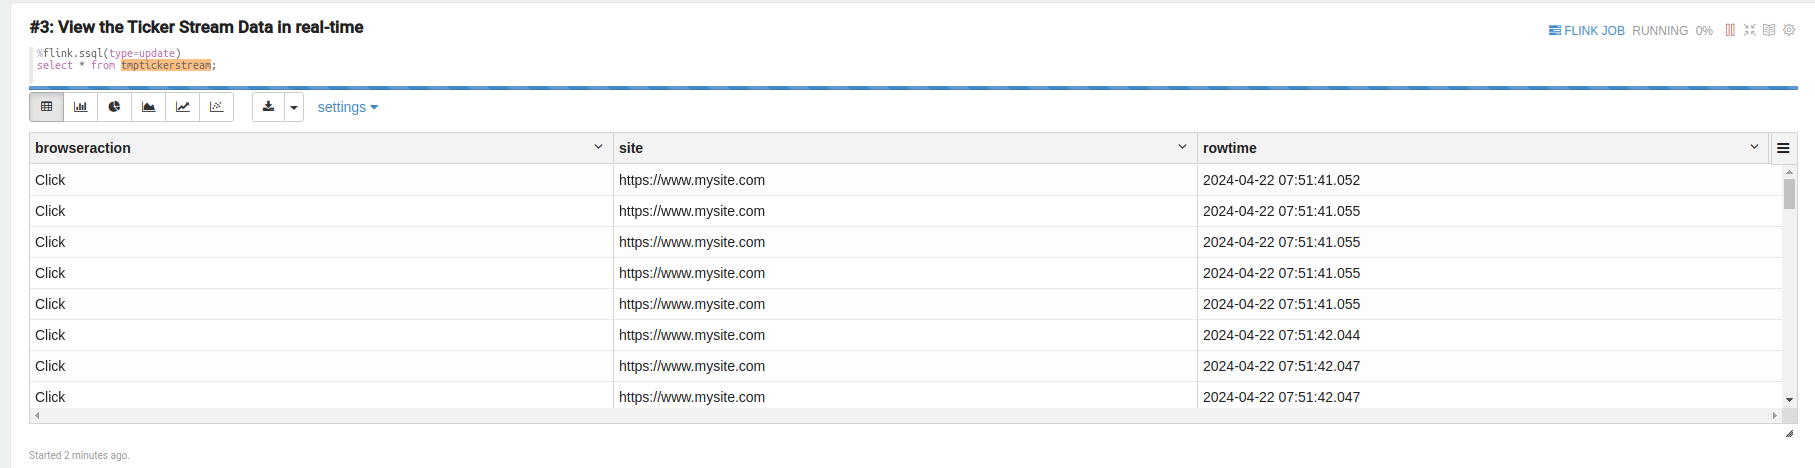 #3: View the Ticker Stream Data in real-time
FLINK JOB RUNNING 0%
%flink.ssql(type=update)
select * from tmptickerstream;
settings
browseraction site rowtime
Click https://www.mysite.com 2024-04-22 07:51:41.052
Click https://www.mysite.com 2024-04-22 07:51:41.055
Click https://www.mysite.com 2024-04-22 07:51:41.055
Click https://www.mysite.com 2024-04-22 07:51:41.055
Click https://www.mysite.com 2024-04-22 07:51:41.055
Click https://www.mysite.com 2024-04-22 07:51:42.044
Click https://www.mysite.com 2024-04-22 07:51:42.047
Click https://www.mysite.com 2024-04-22 07:51:42.047
Started 2 minutes ago.